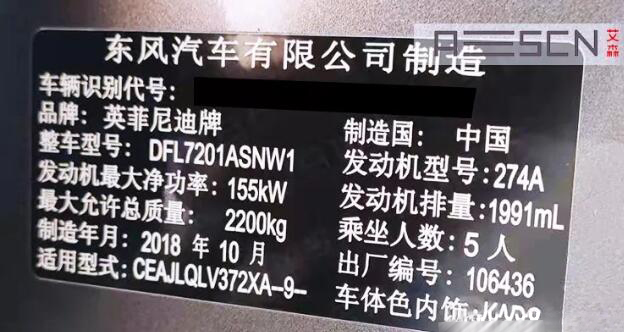 AESCN 艾森
东风汽车有限公司制造
车辆识别代号:
品牌: 英菲尼迪牌
制造国: 中国
整车型号: DFL7201ASNW1
发动机型号: 274A
发动机最大净功率: 155kW
发动机排量: 1991mL
最大允许总质量: 2200kg
乘坐人数: 5 人
制造年月: 2018 年 10 月
出厂编号: 106436
适用型式: CEAJLQLV372XA-9-
车体色内饰: